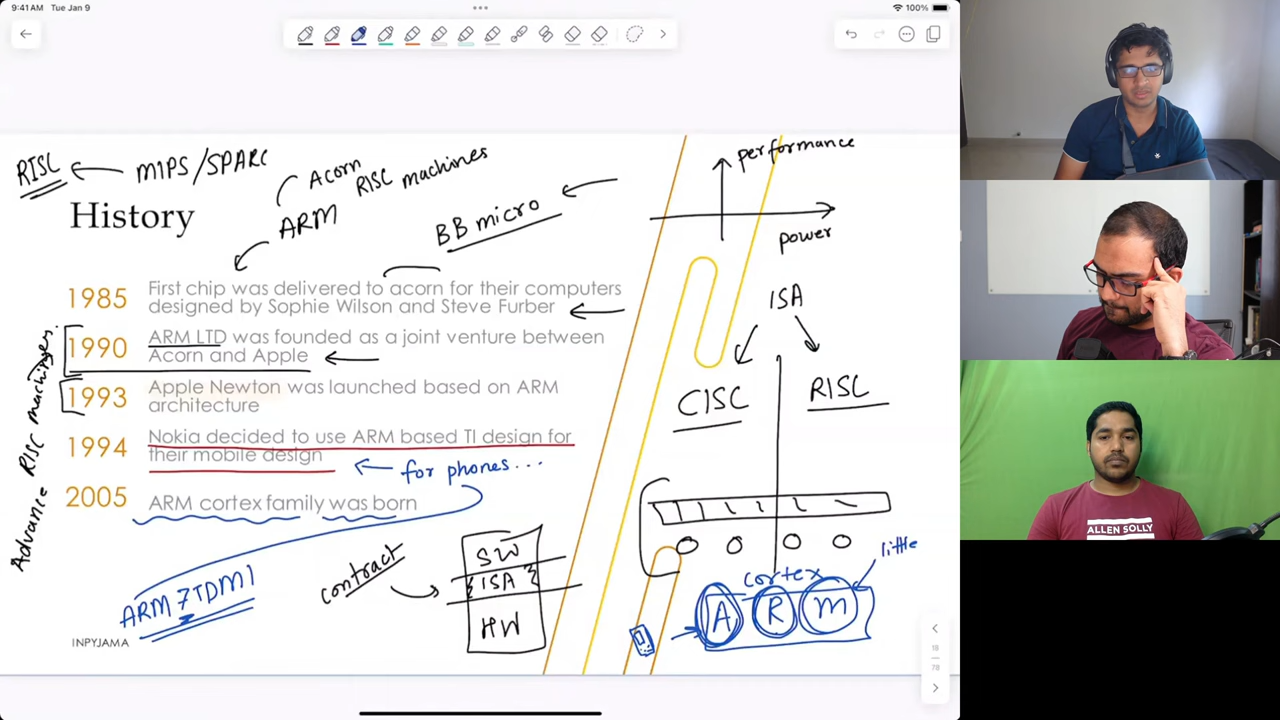 9:41 AM Tue Jan 9
100%
RISC MIPS/SPARC
Acorn
RISC machines
ARM
BB micro
History
1985 First chip was delivered to acorn for their computers
designed by Sophie Wilson and Steve Furber
1990 ARM LTD was founded as a joint venture between
Acorn and Apple
1993 Apple Newton was launched based on ARM
architecture
1994 Nokia decided to use ARM based TI design for
their mobile design
for phones...
2005 ARM cortex family was born
Advance RISC machines.
ARM 7TDMI
contract
SW
ISA
HW
INPYJAMA
performance
power
ISA
CISC RISC
little
cortex
A R M
18
78
ALLEN SOLLY